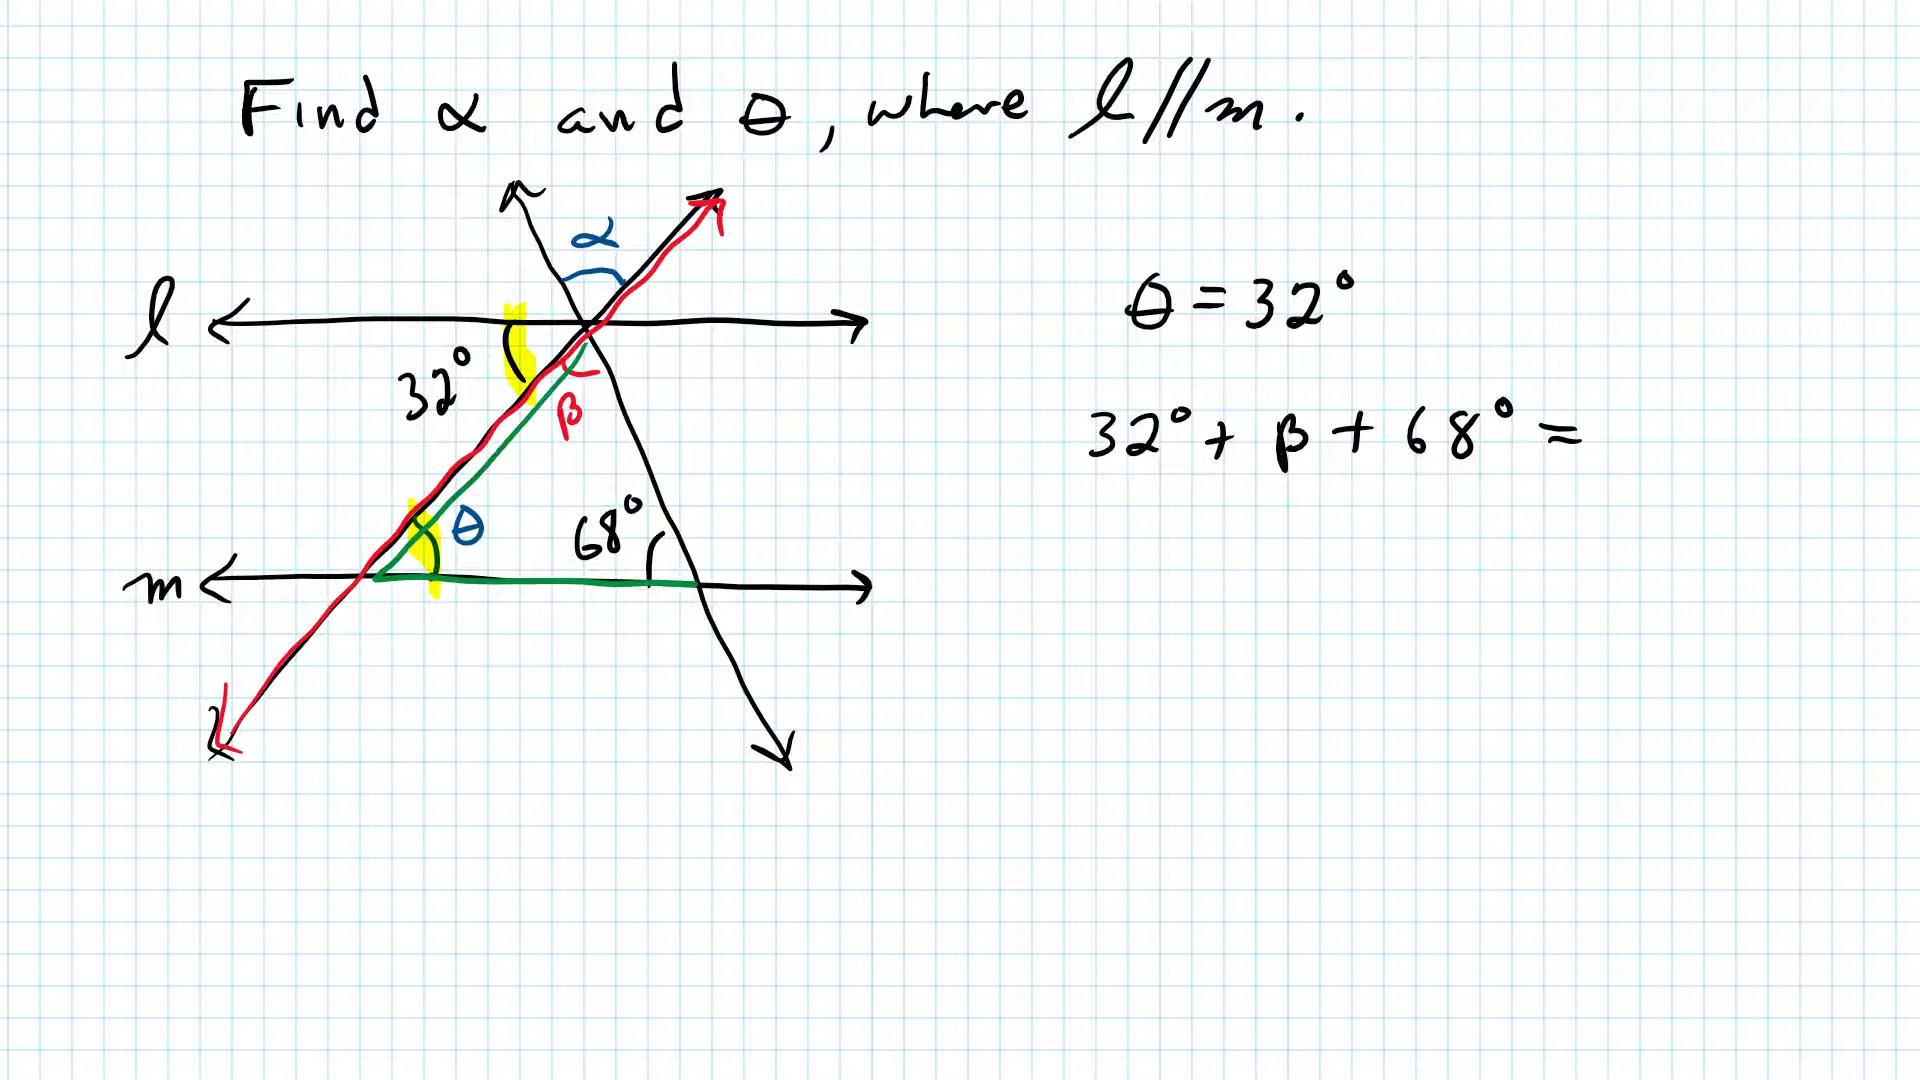 Find α and θ, where l//m.
α
l
θ = 32°
32°
β
32° + β + 68° =
θ
68°
m